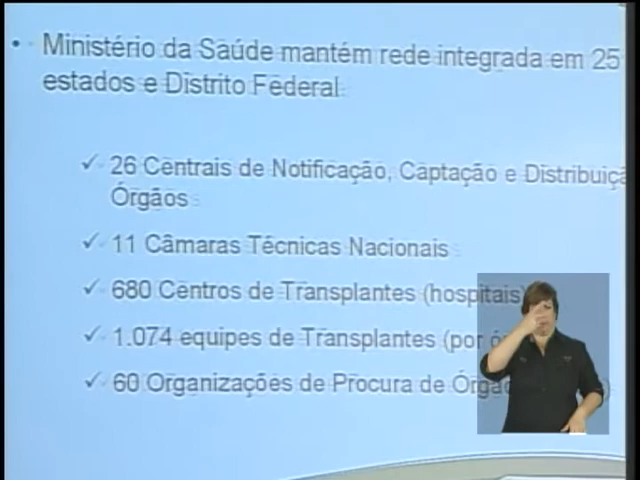 • Ministério da Saúde mantém rede integrada em 25
estados e Distrito Federal
✓ 26 Centrais de Notificação, Captação e
Órgãos
✓ 11 Câmaras Técnicas Nacionais
✓ 680 Centros de Transplantes (hospitais)
✓ 1.074 equipes de Transplantes (por
✓ 60 Organizações de Procura de